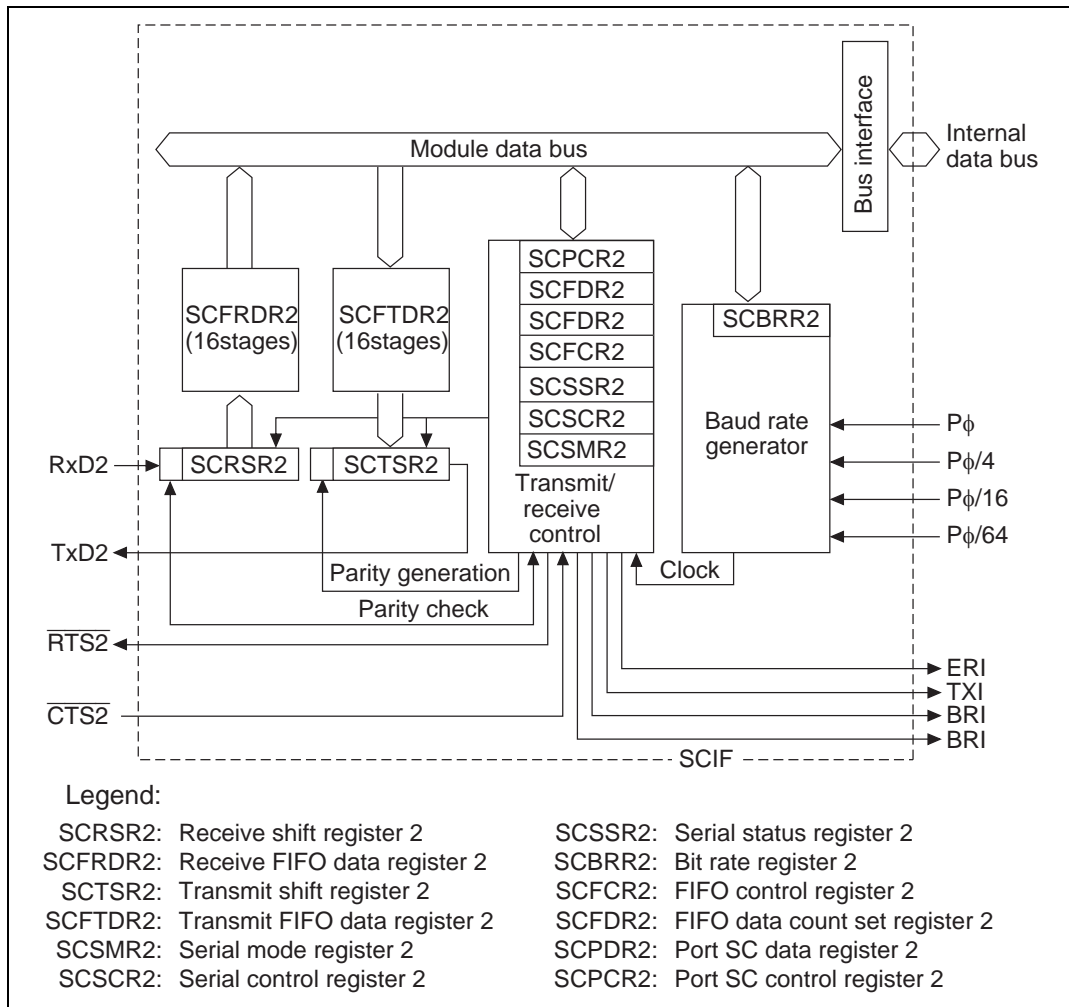 Module data bus
Bus interface
Internal
data bus
SCFRDR2
(16stages)
SCFTDR2
(16stages)
SCPCR2
SCFDR2
SCFDR2
SCFCR2
SCSSR2
SCSCR2
SCSMR2
Transmit/
receive
control
SCBRR2
Baud rate
generator
Pϕ
Pϕ/4
Pϕ/16
Pϕ/64
RxD2
SCRSR2
SCTSR2
TxD2
Parity generation
Clock
Parity check
RTS2
CTS2
ERI
TXI
BRI
BRI
SCIF
Legend:
SCRSR2: Receive shift register 2
SCFRDR2: Receive FIFO data register 2
SCTSR2: Transmit shift register 2
SCFTDR2: Transmit FIFO data register 2
SCSMR2: Serial mode register 2
SCSCR2: Serial control register 2
SCSSR2: Serial status register 2
SCBRR2: Bit rate register 2
SCFCR2: FIFO control register 2
SCFDR2: FIFO data count set register 2
SCPDR2: Port SC data register 2
SCPCR2: Port SC control register 2